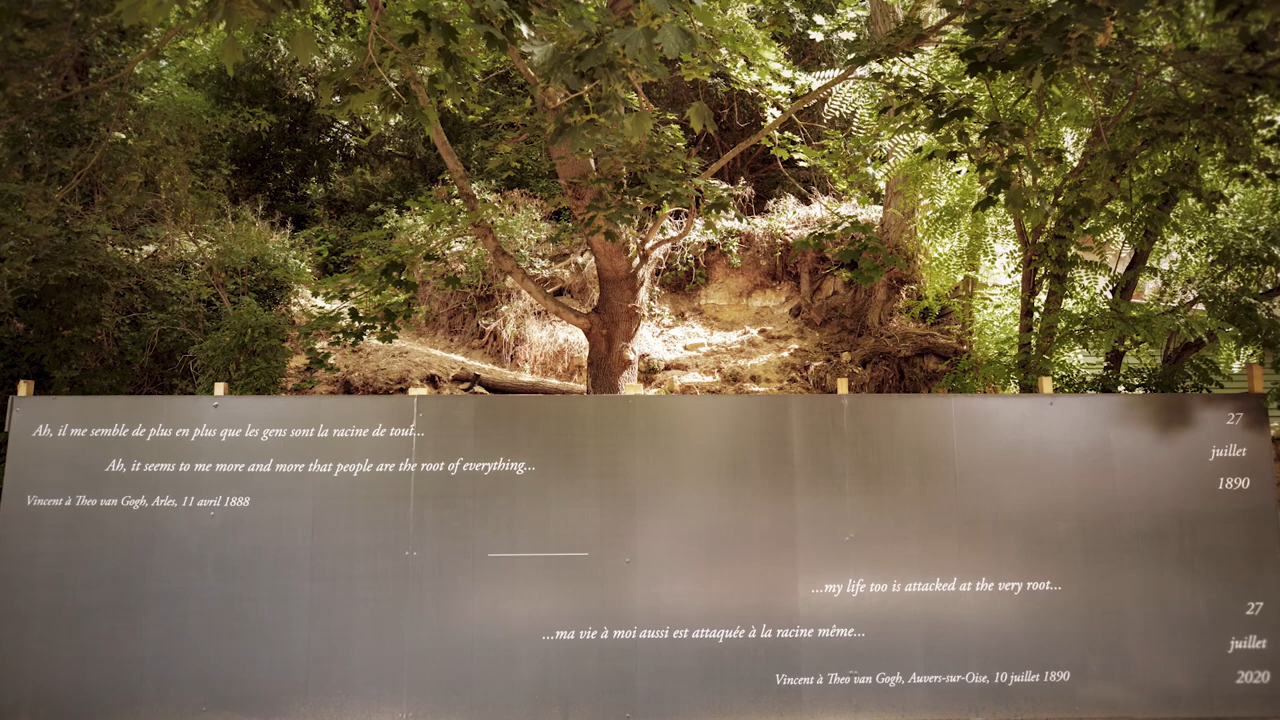 Ah, il me semble de plus en plus que les gens sont la racine de tout...
Ah, it seems to me more and more that people are the root of everything...
Vincent à Theo van Gogh, Arles, 11 avril 1888
27
juillet
1890
...my life too is attacked at the very root...
...ma vie à moi aussi est attaquée à la racine même...
Vincent à Theo van Gogh, Auvers-sur-Oise, 10 juillet 1890
27
juillet
2020